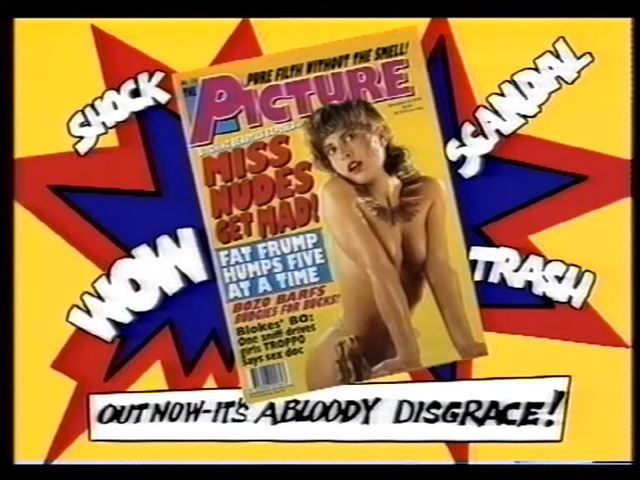 SHOCK
SCANDAL
WOW
TRASH
PURE FILTH WITHOUT THE SMELL!
THE
PICTURE
MISS
NUDES
GET MAD!
FAT FRUMP
HUMPS FIVE
AT A TIME
BOZO BARFS
BUDGIES FOR BUCKS!
Blokes' BO:
One sniff drives
girls TROPPO
says sex doc
OUT NOW-IT'S A BLOODY DISGRACE!